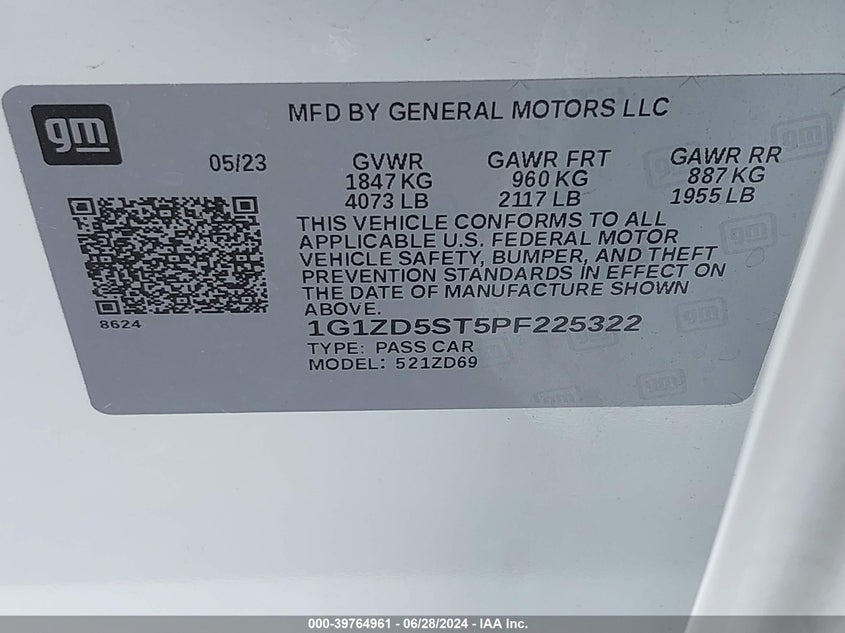 gm
MFD BY GENERAL MOTORS LLC
05/23 GVWR GAWR FRT GAWR RR
1847 KG 960 KG 887 KG
4073 LB 2117 LB 1955 LB
THIS VEHICLE CONFORMS TO ALL
APPLICABLE U.S. FEDERAL MOTOR
VEHICLE SAFETY, BUMPER, AND THEFT
PREVENTION STANDARDS IN EFFECT ON
THE DATE OF MANUFACTURE SHOWN
ABOVE.
8624
1G1ZD5ST5PF225322
TYPE: PASS CAR
MODEL: 521ZD69
000-39764961 - 06/28/2024 - IAA Inc.